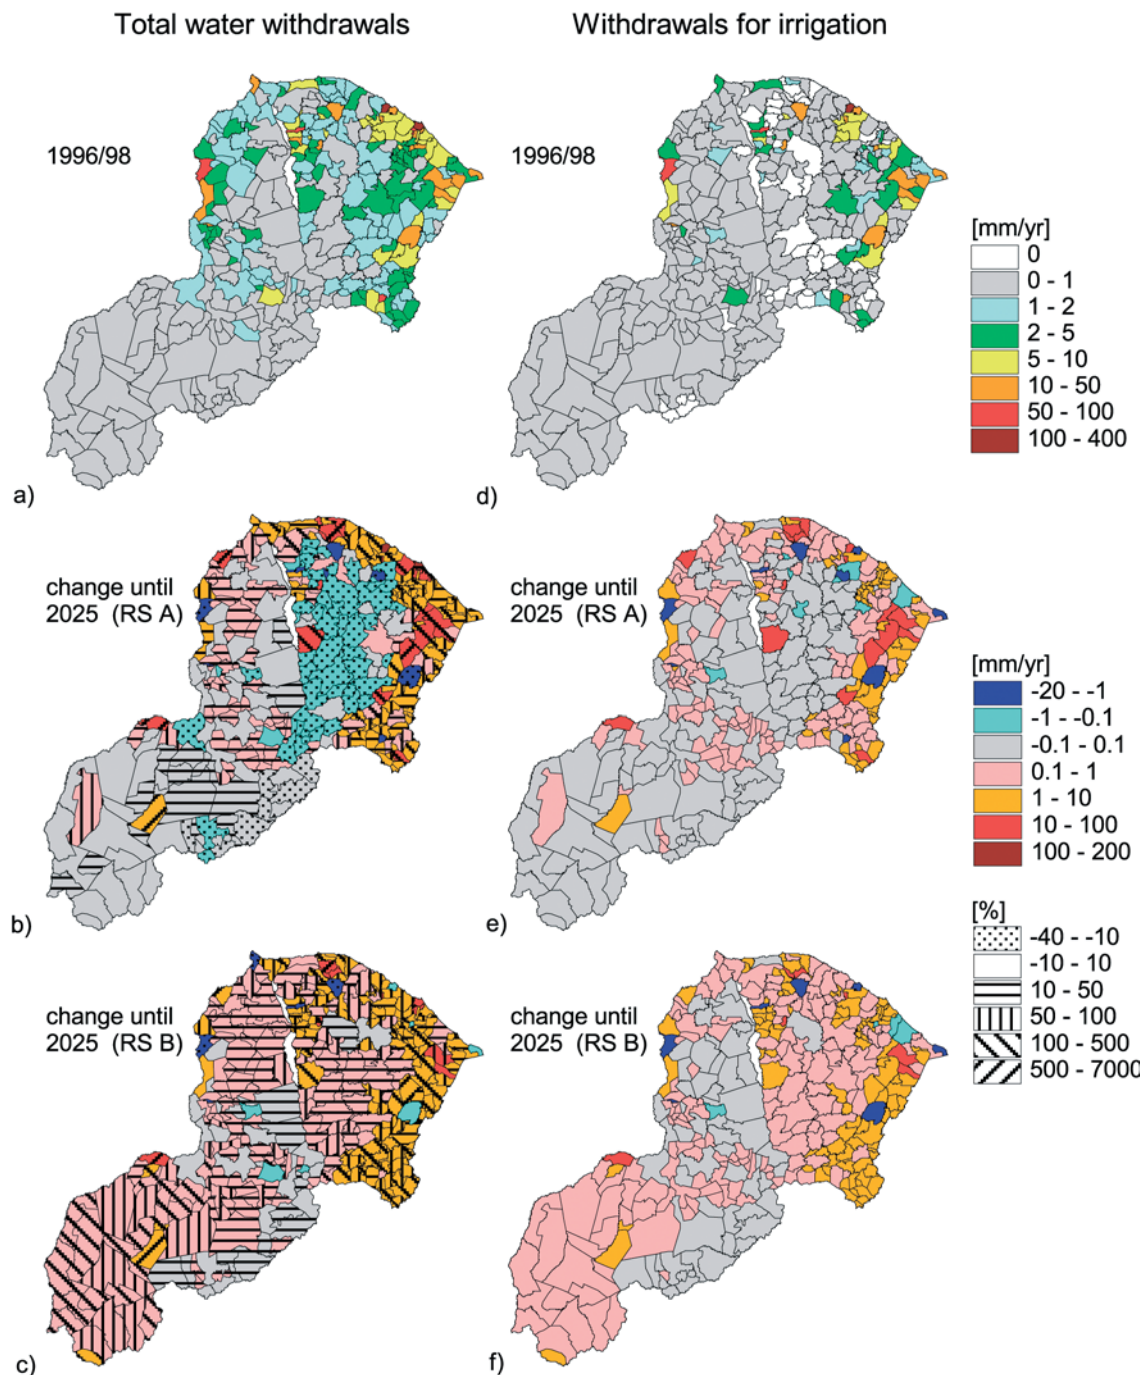 Total water withdrawals
Withdrawals for irrigation
1996/98
1996/98
[mm/yr]
0
0 - 1
1 - 2
2 - 5
5 - 10
10 - 50
50 - 100
100 - 400
a)
d)
change until
2025 (RS A)
change until
2025 (RS A)
[mm/yr]
-20 - -1
-1 - -0.1
-0.1 - 0.1
0.1 - 1
1 - 10
10 - 100
100 - 200
b)
e)
[%]
-40 - -10
-10 - 10
10 - 50
50 - 100
100 - 500
500 - 7000
change until
2025 (RS B)
change until
2025 (RS B)
c)
f)